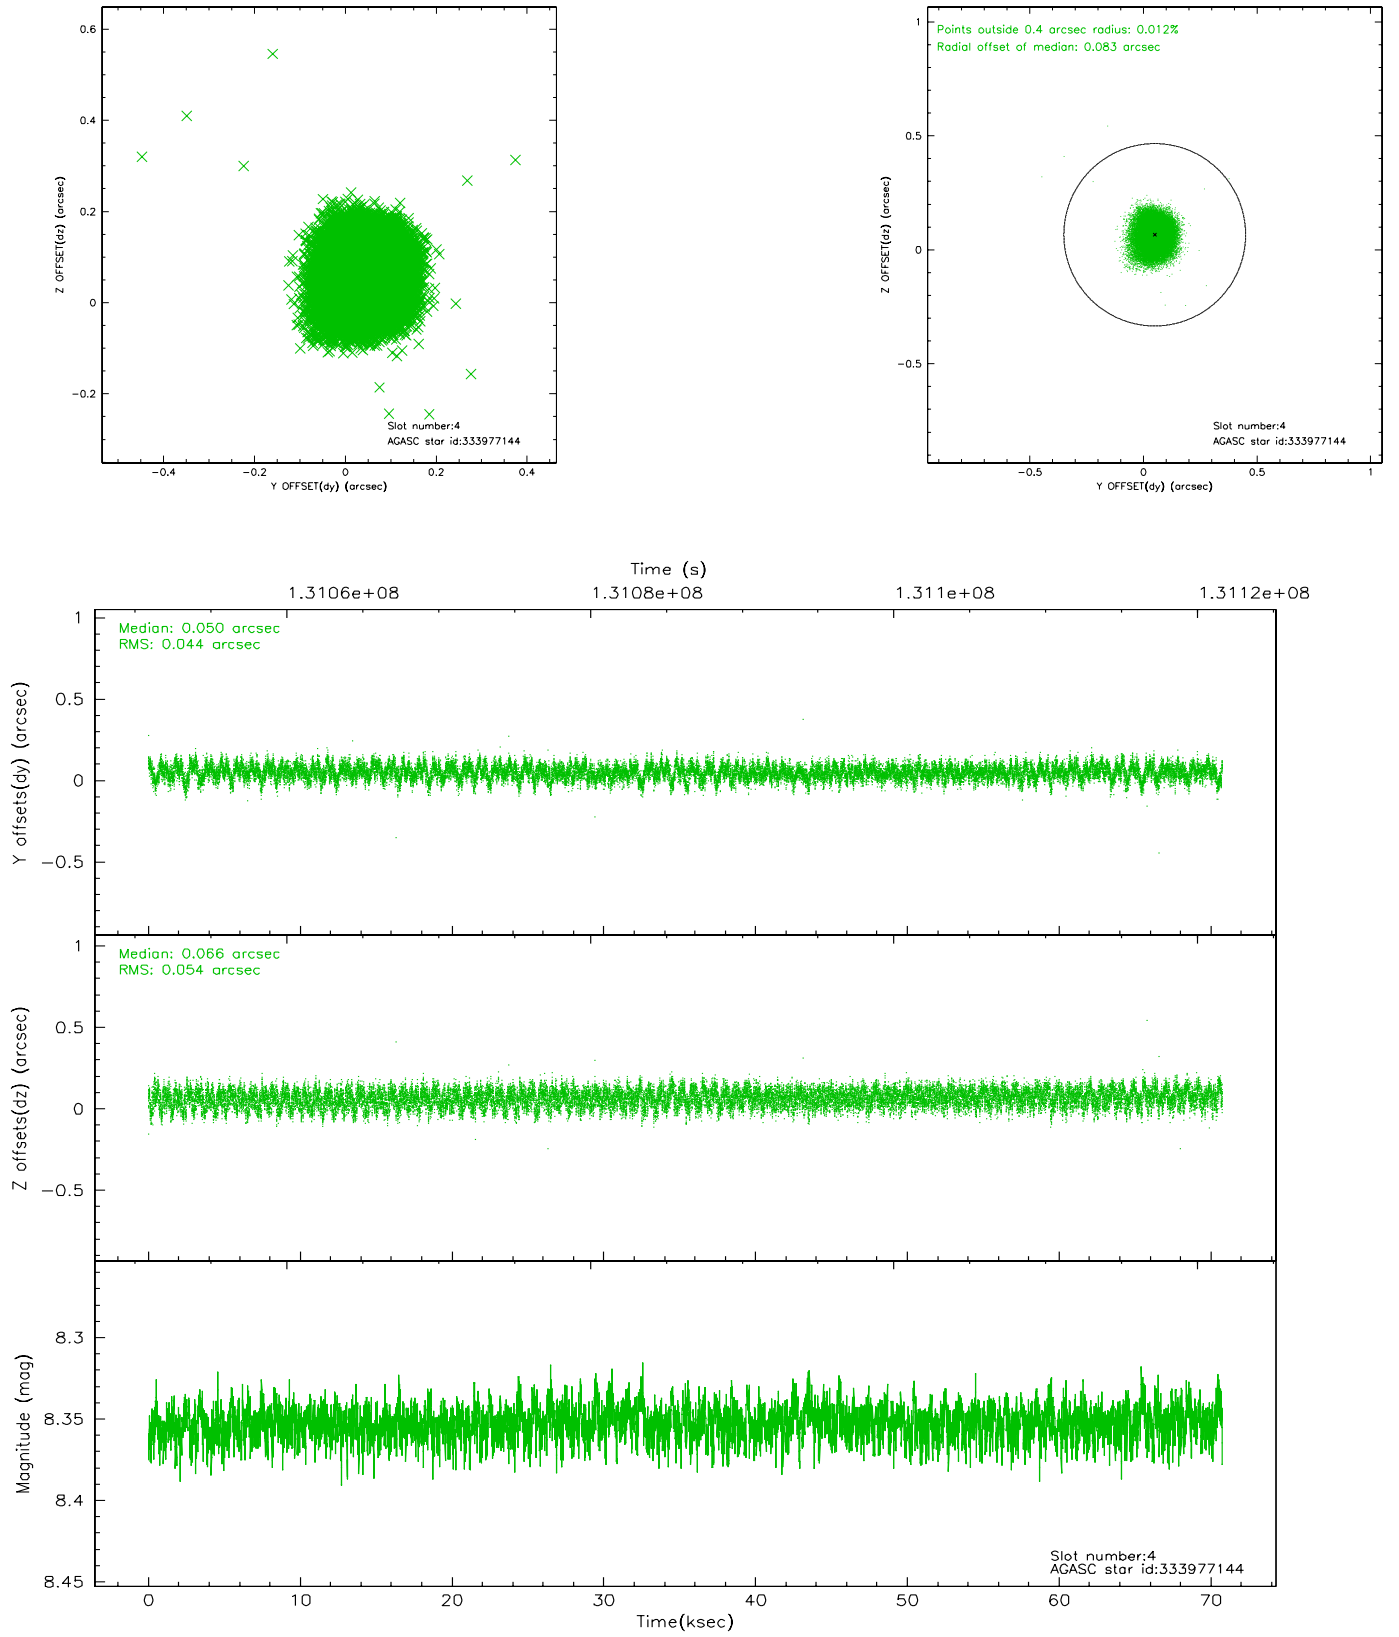 0.6
0.4
0.2
0
−0.2
Z OFFSET(dz) (arcsec)
−0.4
−0.2
0
0.2
0.4
Y OFFSET(dy) (arcsec)
Slot number:4
AGASC star id:333977144
Points outside 0.4 arcsec radius: 0.012%
Radial offset of median: 0.083 arcsec
1
0.5
0
−0.5
Z OFFSET(dz) (arcsec)
−0.5
0
0.5
1
Y OFFSET(dy) (arcsec)
Slot number:4
AGASC star id:333977144
Time (s)
1.3106e+08
1.3108e+08
1.311e+08
1.3112e+08
Median: 0.050 arcsec
RMS: 0.044 arcsec
1
0.5
0
−0.5
Y offsets(dy) (arcsec)
Median: 0.066 arcsec
RMS: 0.054 arcsec
1
0.5
0
−0.5
Z offsets(dz) (arcsec)
8.3
8.35
8.4
8.45
Magnitude (mag)
Slot number:4
AGASC star id:333977144
0
10
20
30
40
50
60
70
Time(ksec)